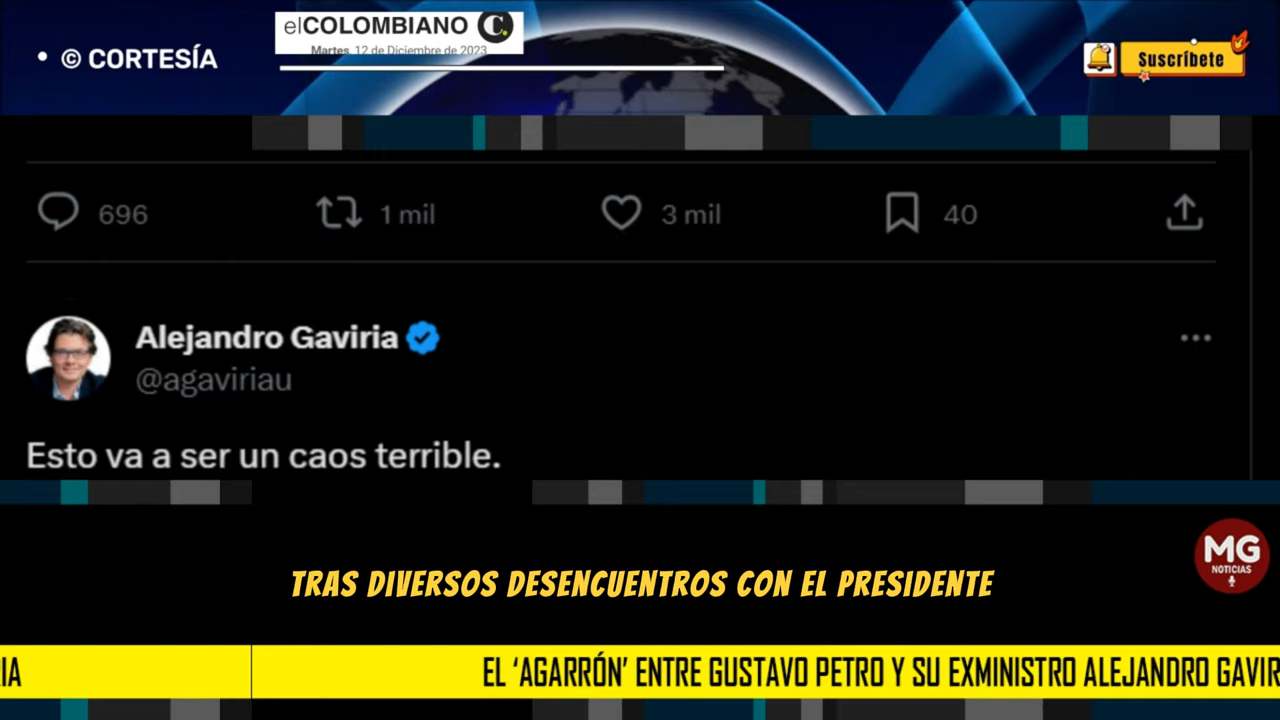 • © CORTESÍA
elCOLOMBIANO C.
Martes, 12 de Diciembre de 2023
Suscríbete
696
1 mil
3 mil
40
Alejandro Gaviria
@agaviriau
Esto va a ser un caos terrible.
MG
NOTICIAS
TRAS DIVERSOS DESENCUENTROS CON EL PRESIDENTE
IA
EL ‘AGARRÓN’ ENTRE GUSTAVO PETRO Y SU EXMINISTRO ALEJANDRO GAVIR